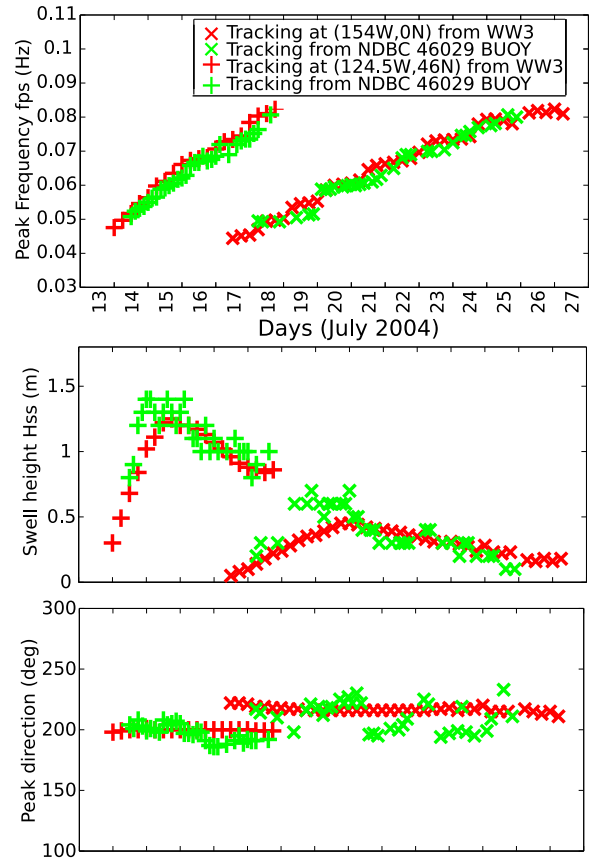 Tracking at (154W,0N) from WW3
Tracking from NDBC 46029 BUOY
Tracking at (124.5W,46N) from WW3
Tracking from NDBC 46029 BUOY
Peak Frequency fps (Hz)
0.11
0.1
0.09
0.08
0.07
0.06
0.05
0.04
0.03
13 14 15 16 17 18 19 20 21 22 23 24 25 26 27
Days (July 2004)
Swell height Hss (m)
1.5
1
0.5
0
Peak direction (deg)
300
250
200
150
100